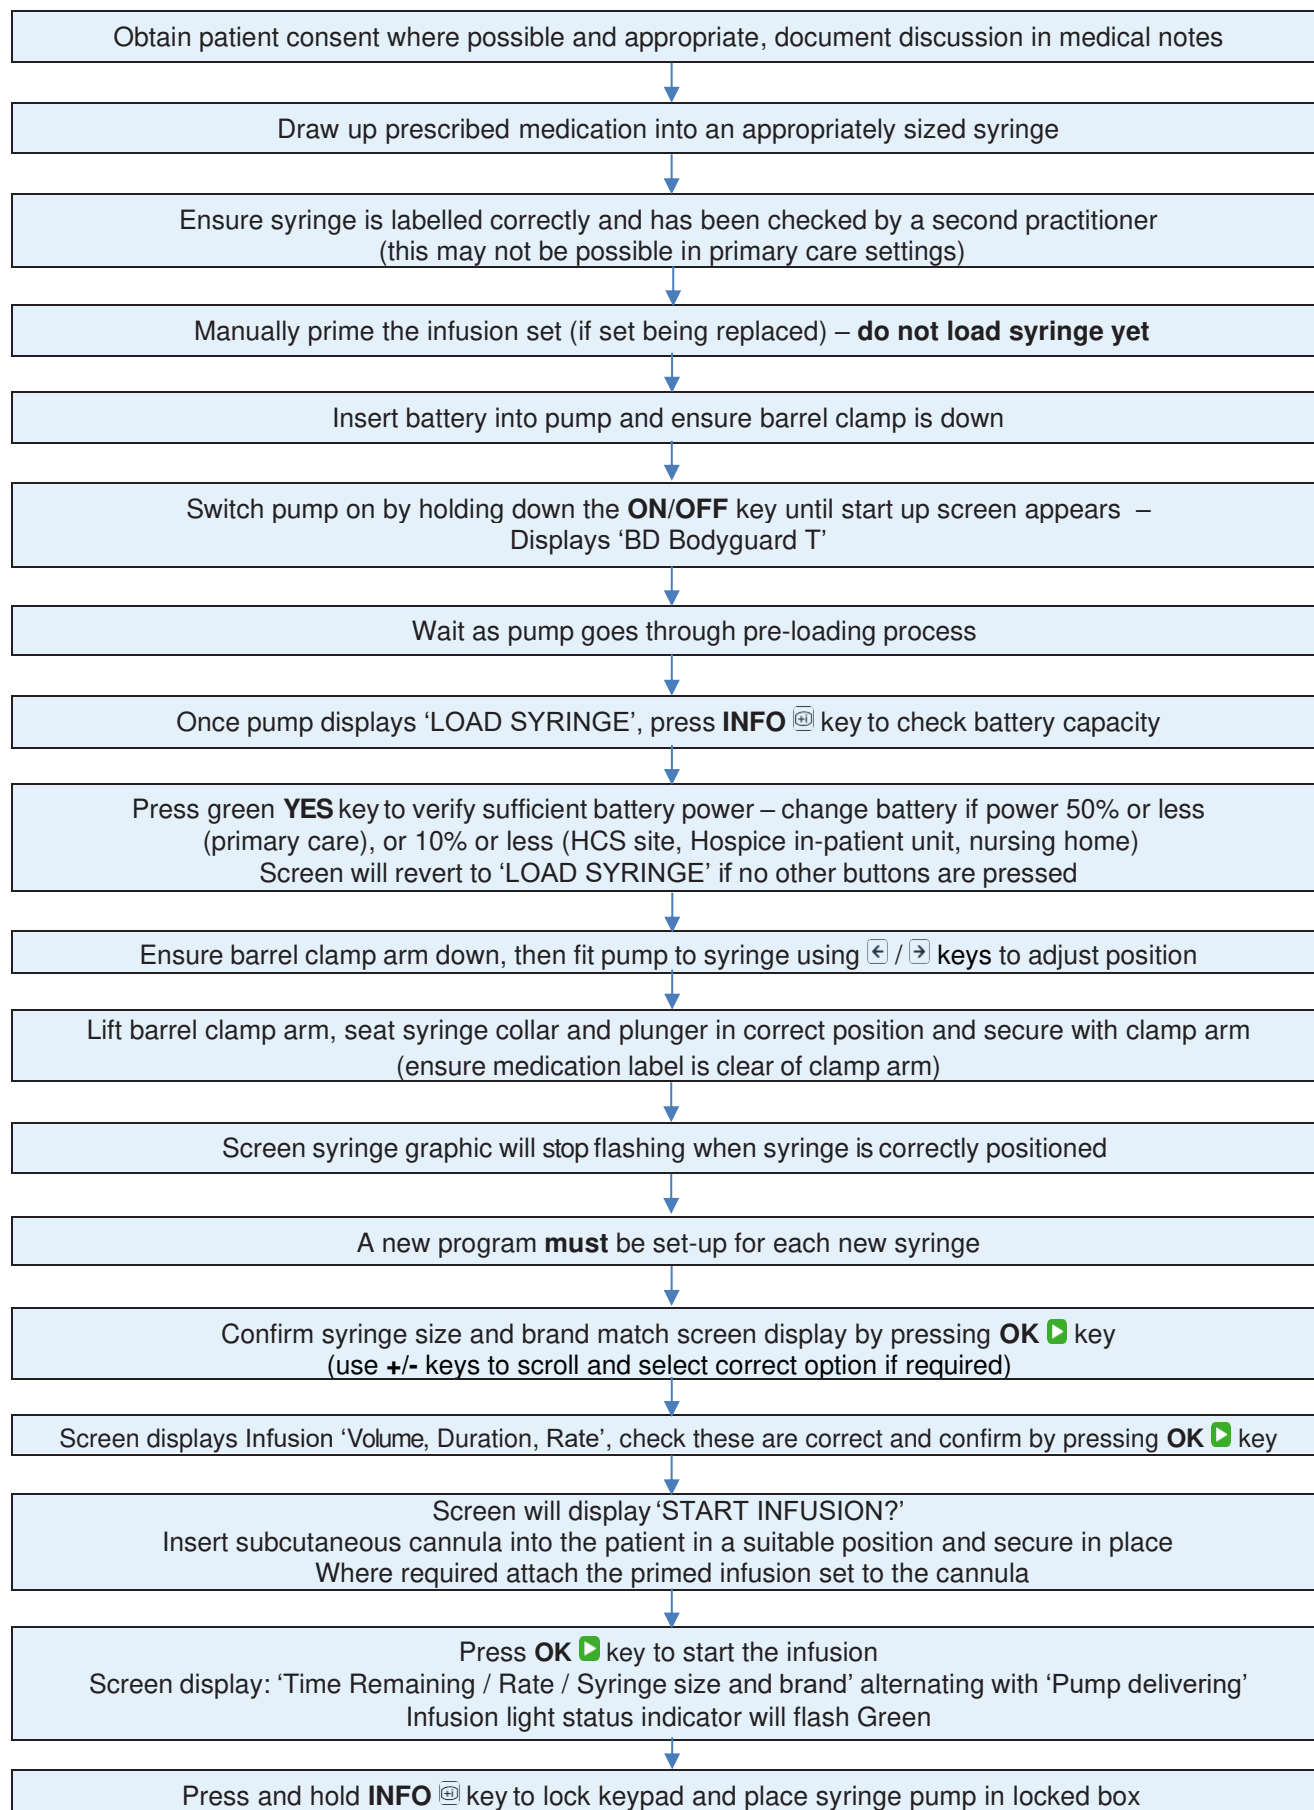 Obtain patient consent where possible and appropriate, document discussion in medical notes
Draw up prescribed medication into an appropriately sized syringe
Ensure syringe is labelled correctly and has been checked by a second practitioner
(this may not be possible in primary care settings)
Manually prime the infusion set (if set being replaced) – do not load syringe yet
Insert battery into pump and ensure barrel clamp is down
Switch pump on by holding down the ON/OFF key until start up screen appears –
Displays ‘BD Bodyguard T’
Wait as pump goes through pre-loading process
Once pump displays ‘LOAD SYRINGE’, press INFO key to check battery capacity
Press green YES key to verify sufficient battery power – change battery if power 50% or less
(primary care), or 10% or less (HCS site, Hospice in-patient unit, nursing home)
Screen will revert to ‘LOAD SYRINGE’ if no other buttons are pressed
Ensure barrel clamp arm down, then fit pump to syringe using ← / → keys to adjust position
Lift barrel clamp arm, seat syringe collar and plunger in correct position and secure with clamp arm
(ensure medication label is clear of clamp arm)
Screen syringe graphic will stop flashing when syringe is correctly positioned
A new program must be set-up for each new syringe
Confirm syringe size and brand match screen display by pressing OK key
(use +/- keys to scroll and select correct option if required)
Screen displays Infusion ‘Volume, Duration, Rate’, check these are correct and confirm by pressing OK key
Screen will display ‘START INFUSION?’
Insert subcutaneous cannula into the patient in a suitable position and secure in place
Where required attach the primed infusion set to the cannula
Press OK key to start the infusion
Screen display: ‘Time Remaining / Rate / Syringe size and brand’ alternating with ‘Pump delivering’
Infusion light status indicator will flash Green
Press and hold INFO key to lock keypad and place syringe pump in locked box